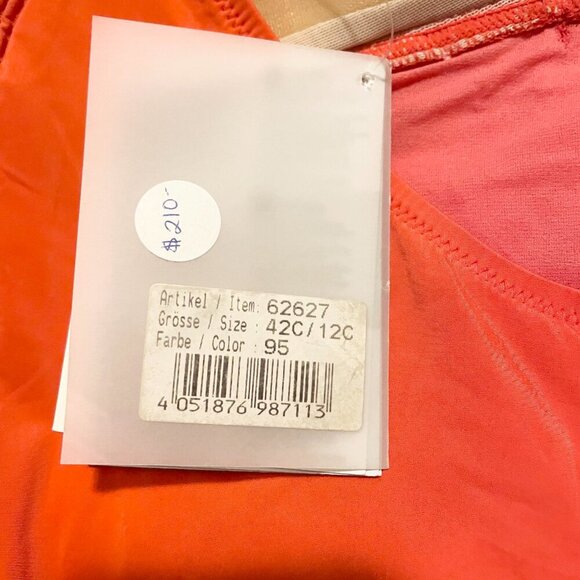 $210-
Artikel / Item: 62627
Grösse / Size : 42C/12C
Farbe / Color : 95
4 051876 987113